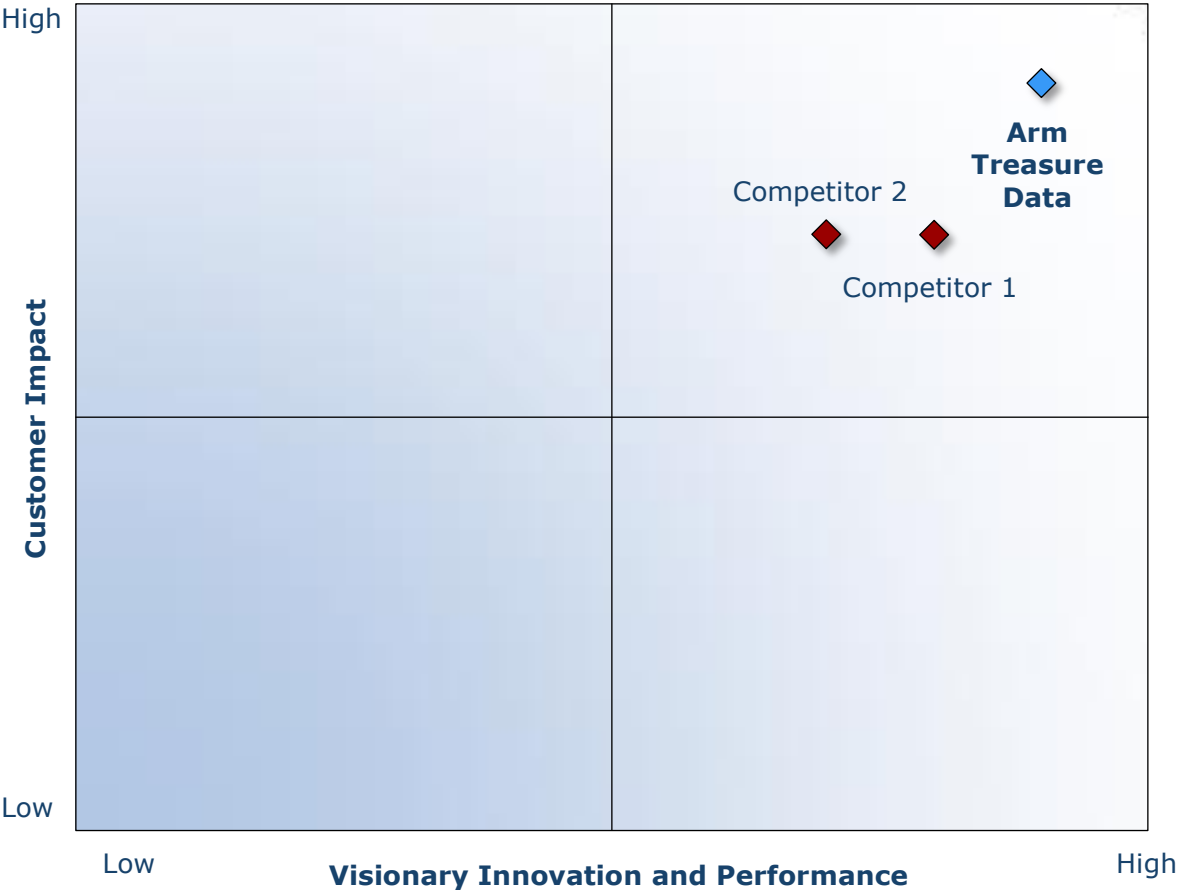 High
Arm
Treasure
Data
Competitor 2
Competitor 1
Customer Impact
Low
Low
High
Visionary Innovation and Performance